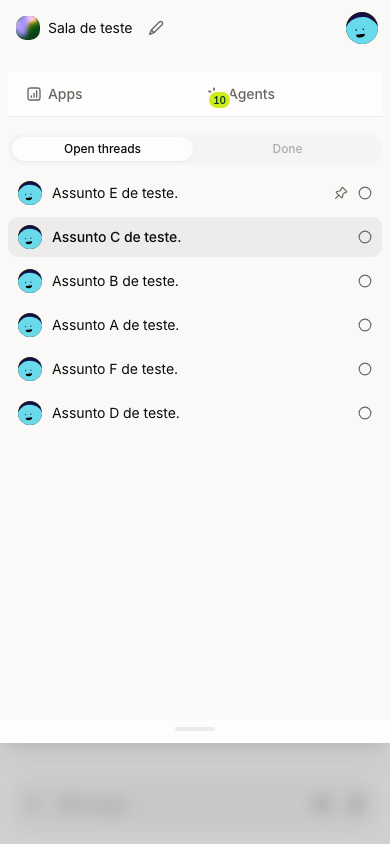 Sala de teste
Apps
10 Agents
Open threads
Done
Assunto E de teste.
Assunto C de teste.
Assunto B de teste.
Assunto A de teste.
Assunto F de teste.
Assunto D de teste.